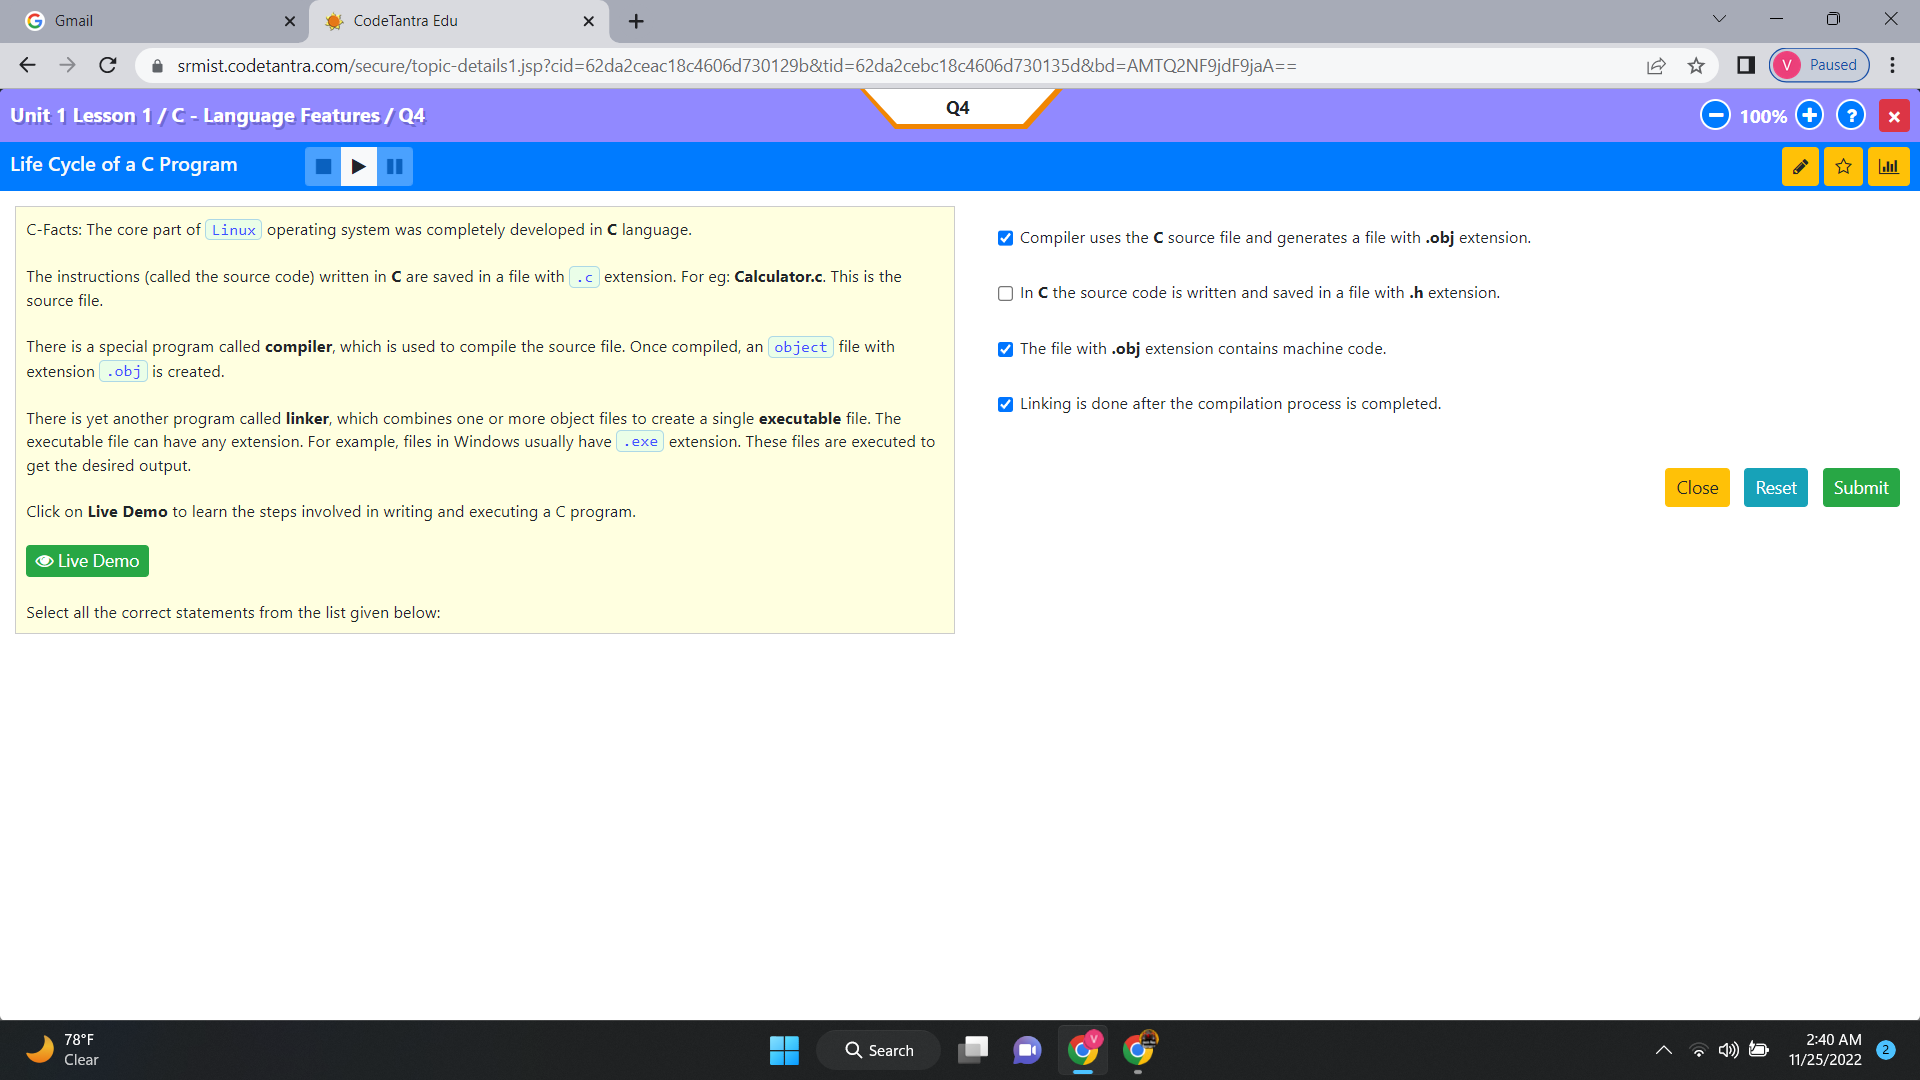 Gmail
CodeTantra Edu
srmist.codetantra.com/secure/topic-details1.jsp?cid=62da2ceac18c4606d730129b&tid=62da2cebc18c4606d730135d&bd=AMTQ2NF9jdF9jaA==
V Paused
Unit 1 Lesson 1 / C - Language Features / Q4
Q4
100%
?
Life Cycle of a C Program
C-Facts: The core part of Linux operating system was completely developed in C language.
The instructions (called the source code) written in C are saved in a file with .c extension. For eg: Calculator.c. This is the
source file.
There is a special program called compiler, which is used to compile the source file. Once compiled, an object file with
extension .obj is created.
There is yet another program called linker, which combines one or more object files to create a single executable file. The
executable file can have any extension. For example, files in Windows usually have .exe extension. These files are executed to
get the desired output.
Click on Live Demo to learn the steps involved in writing and executing a C program.
Live Demo
Select all the correct statements from the list given below:
Compiler uses the C source file and generates a file with .obj extension.
In C the source code is written and saved in a file with .h extension.
The file with .obj extension contains machine code.
Linking is done after the compilation process is completed.
Close
Reset
Submit
78°F
Clear
Search
V
2:40 AM
11/25/2022
2